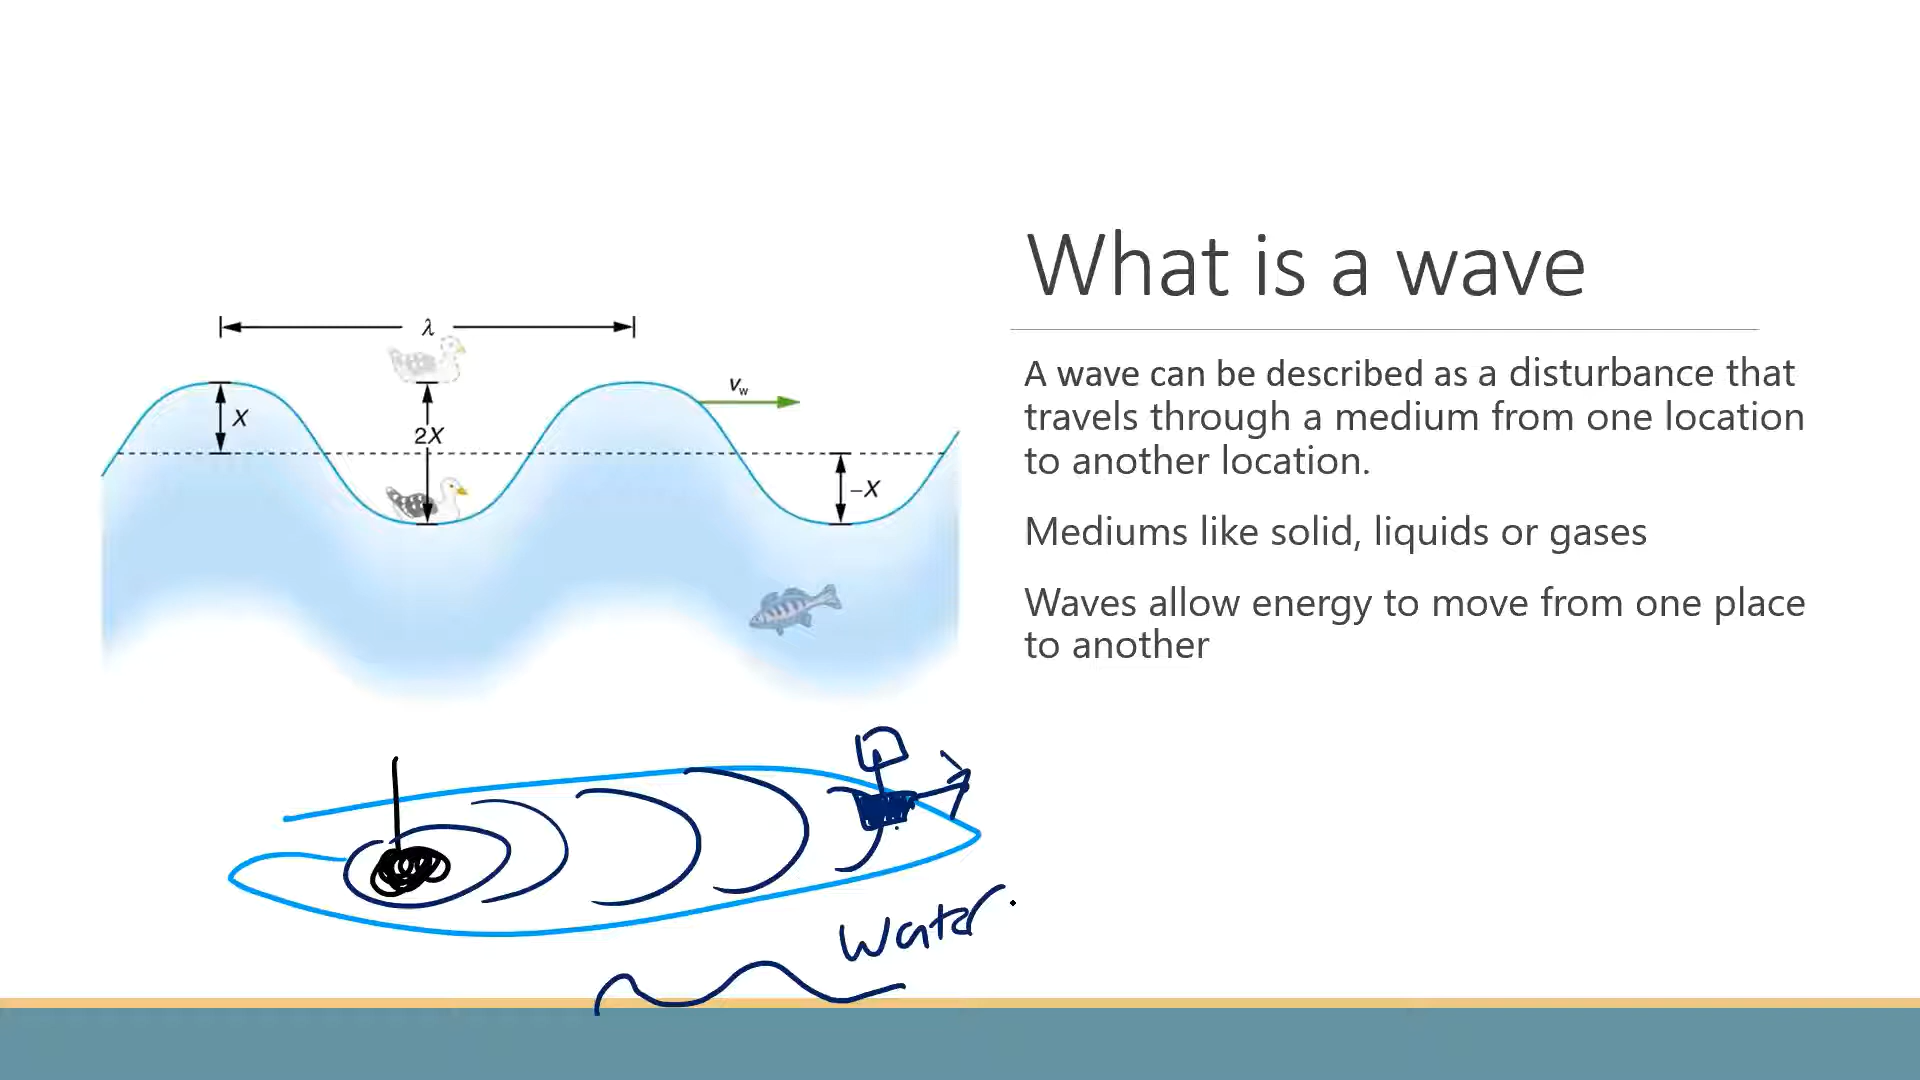 What is a wave
A wave can be described as a disturbance that
travels through a medium from one location
to another location.
Mediums like solid, liquids or gases
Waves allow energy to move from one place
to another
λ
v_w
X
2X
–X
water